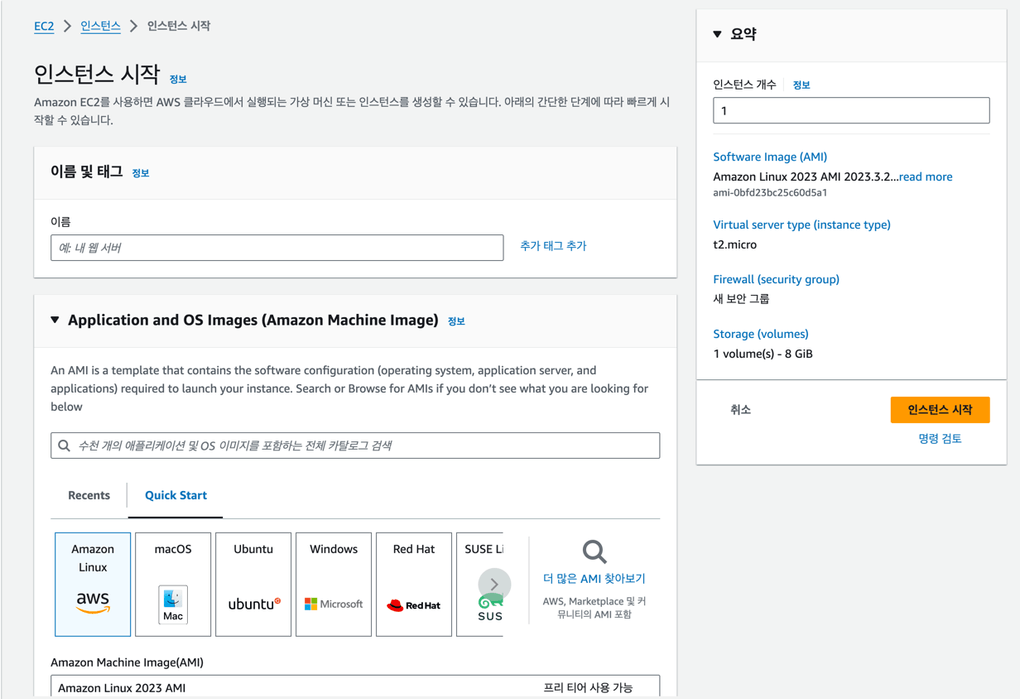 EC2 > 인스턴스 > 인스턴스 시작
인스턴스 시작 정보
Amazon EC2를 사용하면 AWS 클라우드에서 실행되는 가상 머신 또는 인스턴스를 생성할 수 있습니다. 아래의 간단한 단계에 따라 빠르게 시
작할 수 있습니다.
이름 및 태그 정보
이름
예: 내 웹 서버
추가 태그 추가
Application and OS Images (Amazon Machine Image) 정보
An AMI is a template that contains the software configuration (operating system, application server, and
applications) required to launch your instance. Search or Browse for AMIs if you don’t see what you are looking for
below
수천 개의 애플리케이션 및 OS 이미지를 포함하는 전체 카탈로그 검색
Recents
Quick Start
Amazon
Linux
aws
macOS
Mac
Ubuntu
ubuntu
Windows
Microsoft
Red Hat
Red Hat
SUSE Li
SUS
더 많은 AMI 찾아보기
AWS, Marketplace 및 커
뮤니티의 AMI 포함
Amazon Machine Image(AMI)
Amazon Linux 2023 AMI
프리 티어 사용 가능
요약
인스턴스 개수 정보
1
Software Image (AMI)
Amazon Linux 2023 AMI 2023.3.2...read more
ami-0bfd23bc25c60d5a1
Virtual server type (instance type)
t2.micro
Firewall (security group)
새 보안 그룹
Storage (volumes)
1 volume(s) - 8 GiB
취소
인스턴스 시작
명령 검토